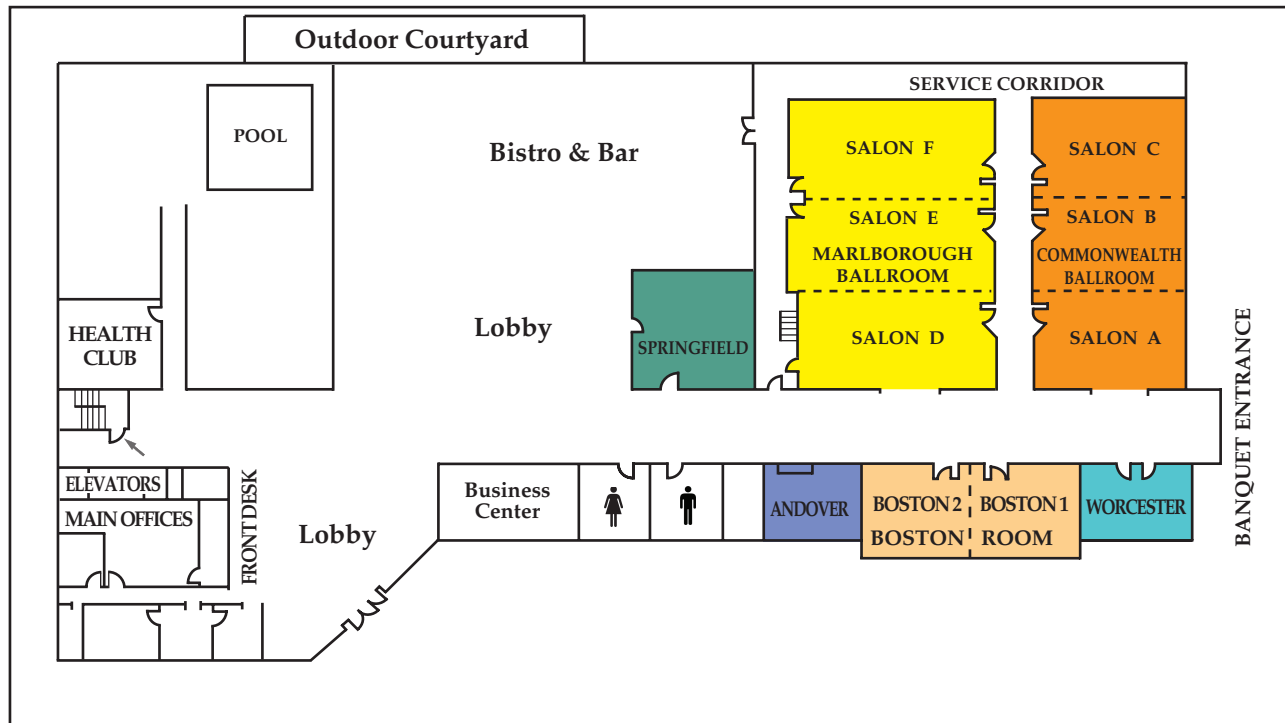 Outdoor Courtyard
SERVICE CORRIDOR
POOL
Bistro & Bar
SALON F
SALON C
SALON E
SALON B
MARLBOROUGH
BALLROOM
COMMONWEALTH
BALLROOM
HEALTH
CLUB
Lobby
SPRINGFIELD
SALON D
SALON A
BANQUET ENTRANCE
ELEVATORS
MAIN OFFICES
FRONT DESK
Lobby
Business
Center
ANDOVER
BOSTON 2
BOSTON 1
BOSTON ROOM
WORCESTER